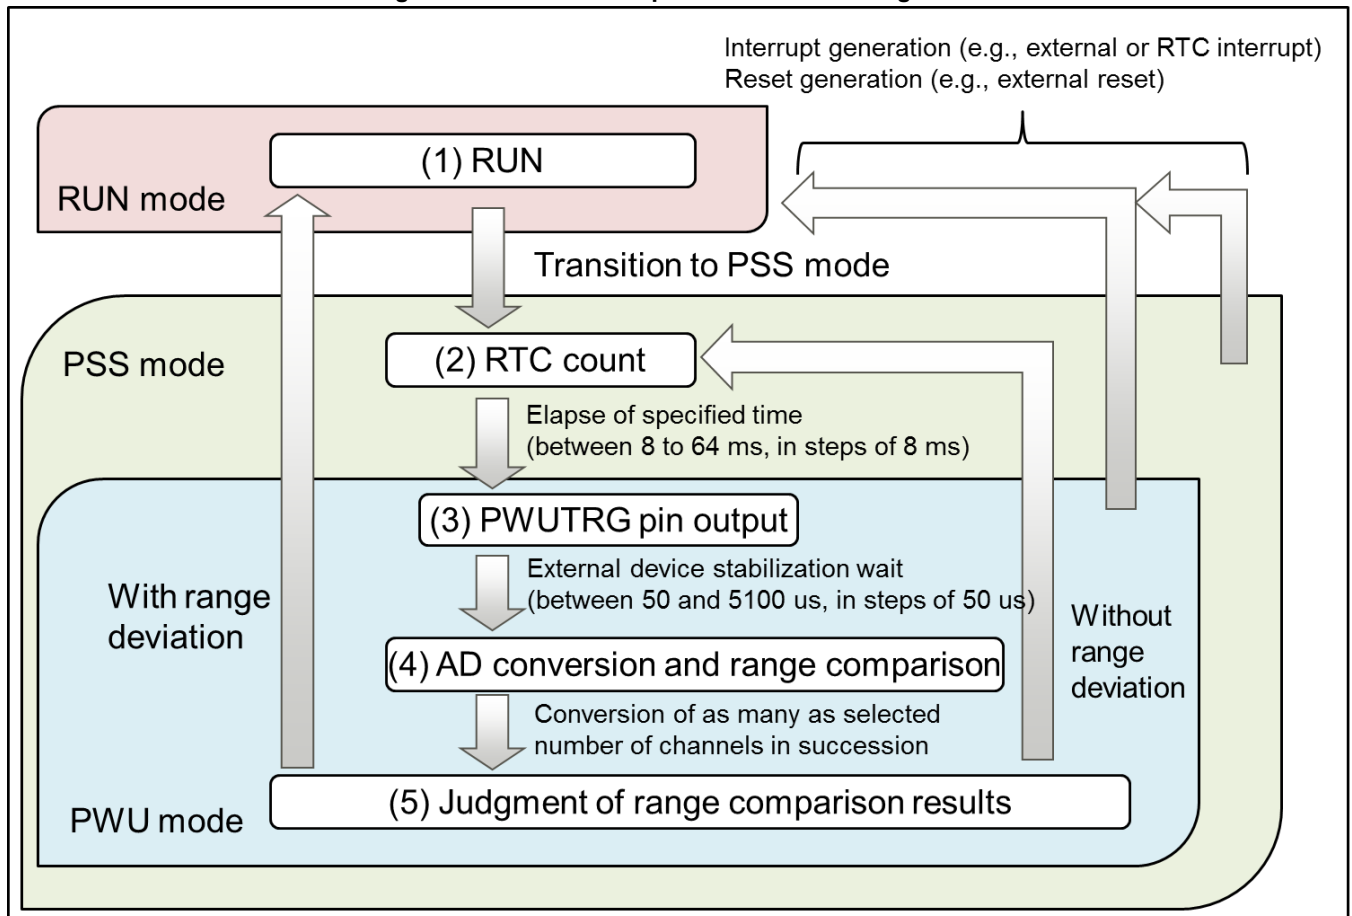 Interrupt generation (e.g., external or RTC interrupt)
Reset generation (e.g., external reset)
(1) RUN
RUN mode
Transition to PSS mode
(2) RTC count
PSS mode
Elapse of specified time
(between 8 to 64 ms, in steps of 8 ms)
(3) PWUTRG pin output
External device stabilization wait
(between 50 and 5100 us, in steps of 50 us)
With range
deviation
Without
range
deviation
(4) AD conversion and range comparison
Conversion of as many as selected
number of channels in succession
(5) Judgment of range comparison results
PWU mode